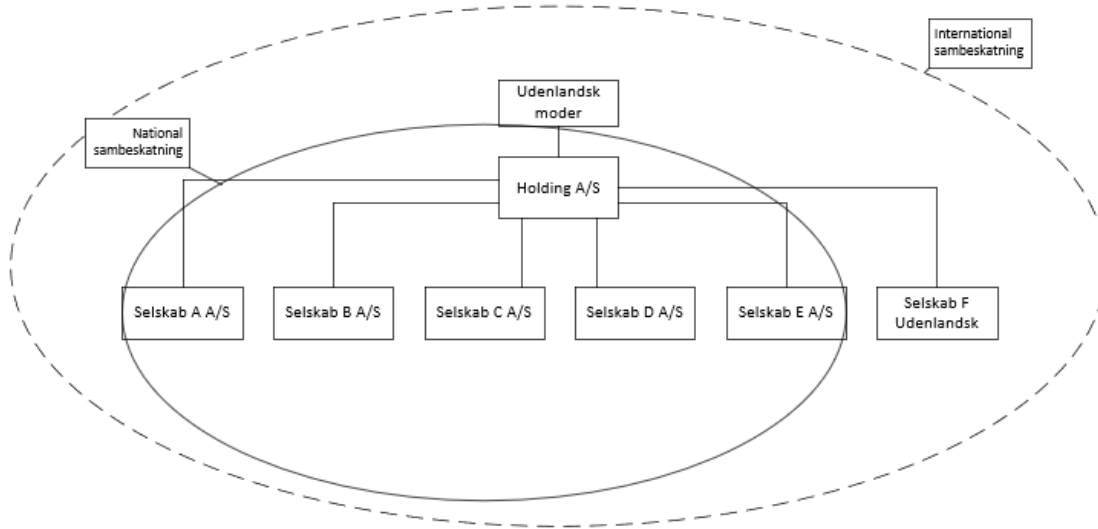 International
sambeskatning
Udenlandsk
moder
National
sambeskatning
Holding A/S
Selskab A A/S
Selskab B A/S
Selskab C A/S
Selskab D A/S
Selskab E A/S
Selskab F
Udenlandsk